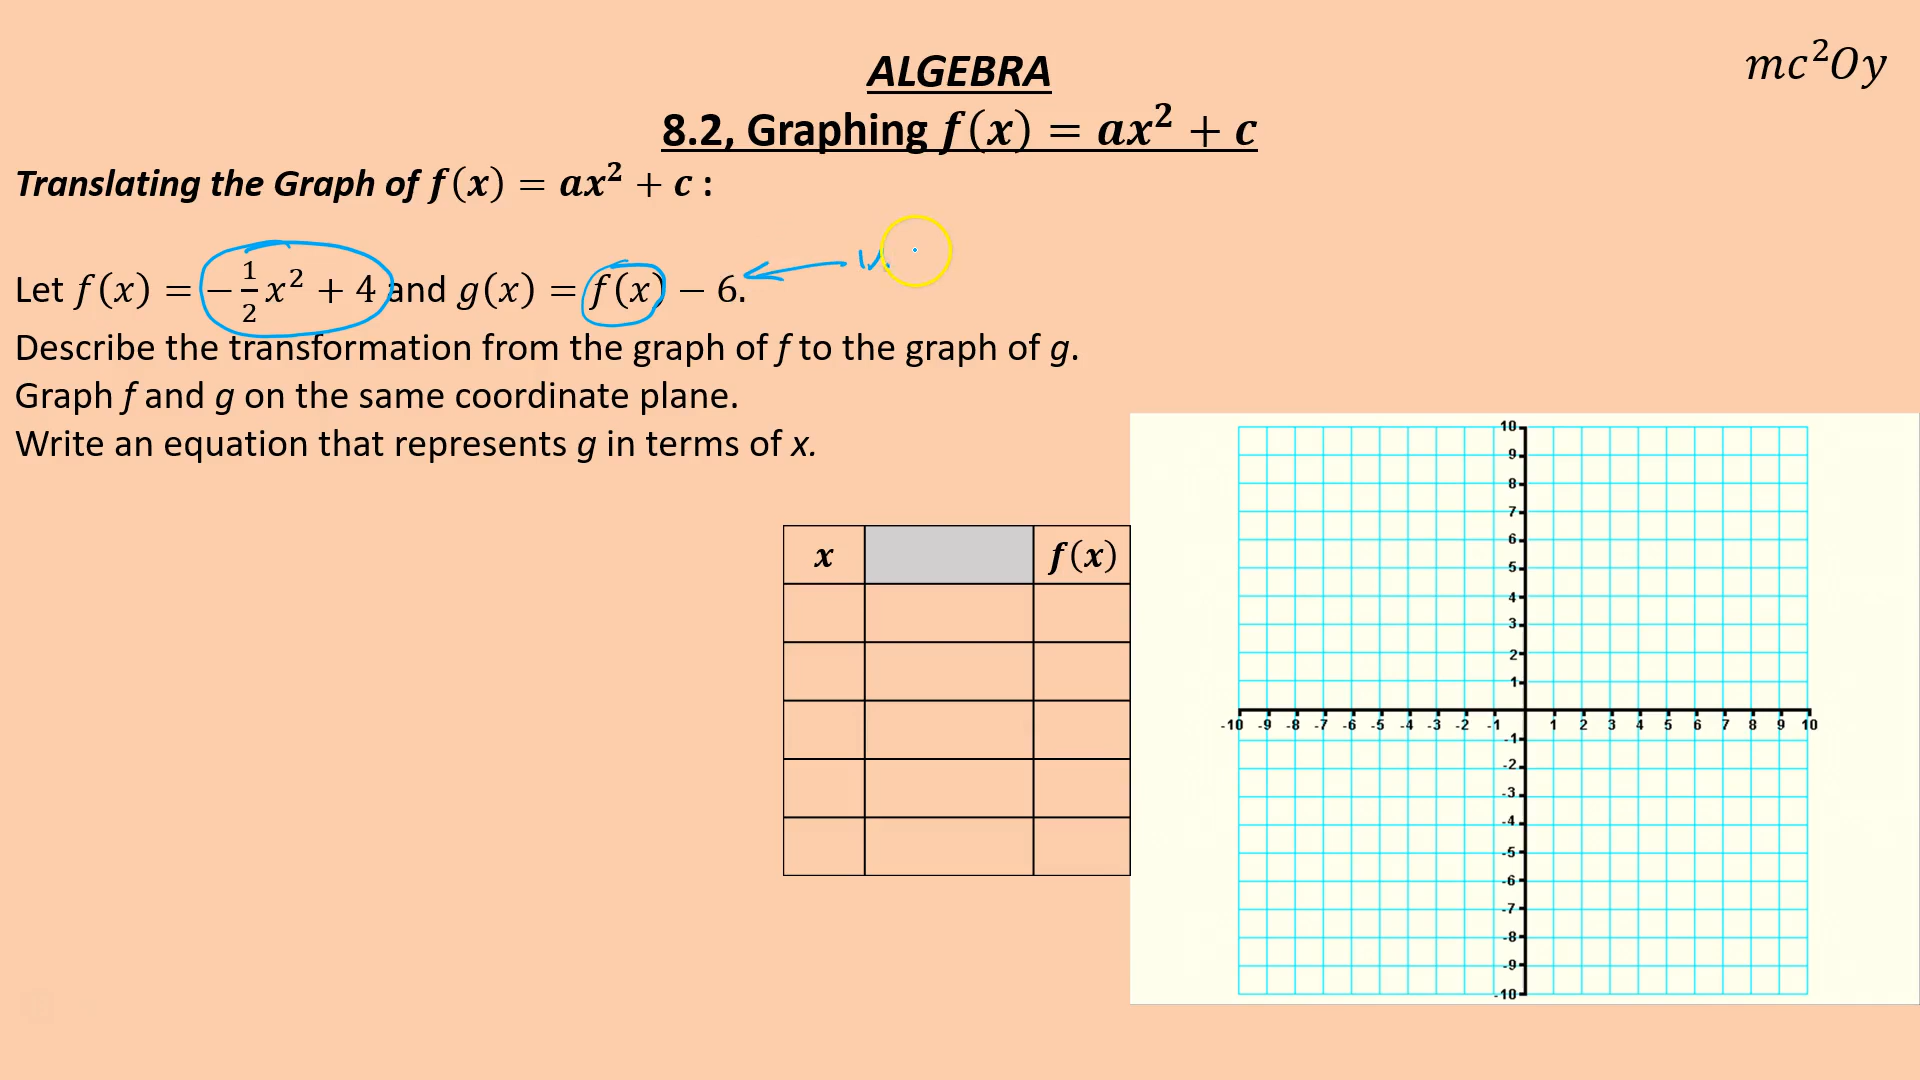 ALGEBRA
mc²Oy
8.2, Graphing f(x) = ax² + c
Translating the Graph of f(x) = ax² + c :
Let f(x) = −½x² + 4 and g(x) = f(x) − 6.
Describe the transformation from the graph of f to the graph of g.
Graph f and g on the same coordinate plane.
Write an equation that represents g in terms of x.
x f(x)
10
9
8
7
6
5
4
3
2
1
-10 -9 -8 -7 -6 -5 -4 -3 -2 -1 1 2 3 4 5 6 7 8 9 10
-1
-2
-3
-4
-5
-6
-7
-8
-9
-10